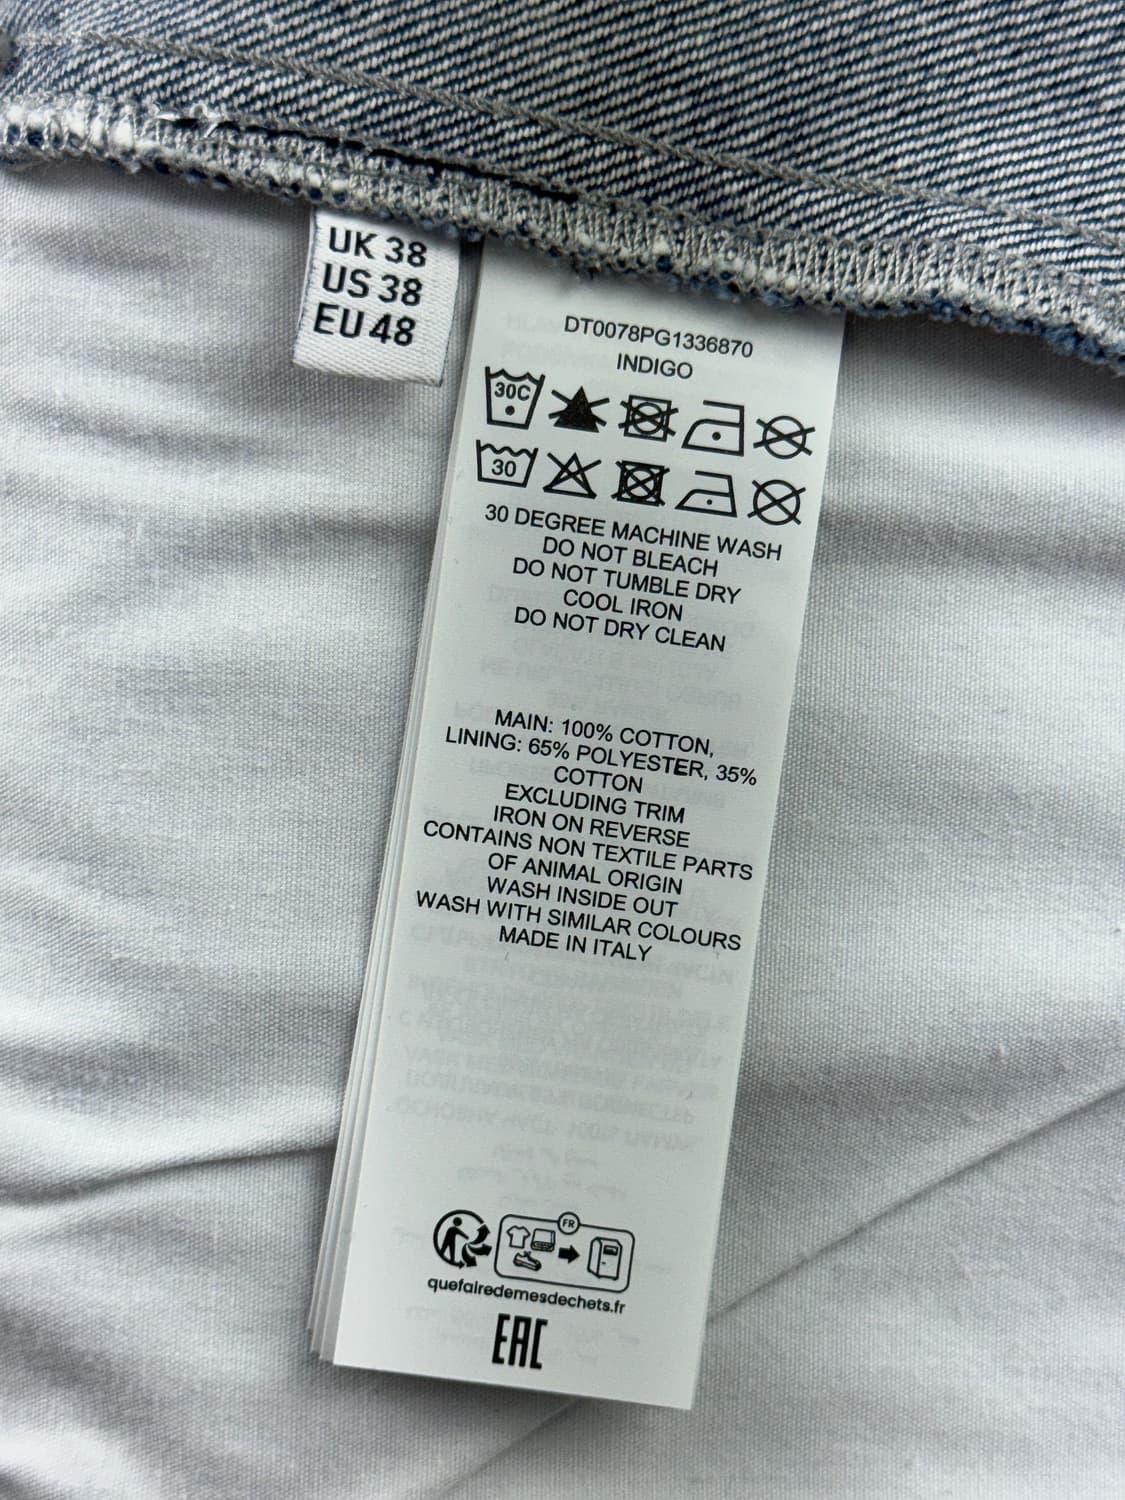 UK 38
US 38
EU 48
DT0078PG1336870
INDIGO
30C
30
30 DEGREE MACHINE WASH
DO NOT BLEACH
DO NOT TUMBLE DRY
COOL IRON
DO NOT DRY CLEAN
MAIN: 100% COTTON,
LINING: 65% POLYESTER, 35%
COTTON
EXCLUDING TRIM
IRON ON REVERSE
CONTAINS NON TEXTILE PARTS
OF ANIMAL ORIGIN
WASH INSIDE OUT
WASH WITH SIMILAR COLOURS
MADE IN ITALY
FR
quefairedemesdechets.fr
EAC